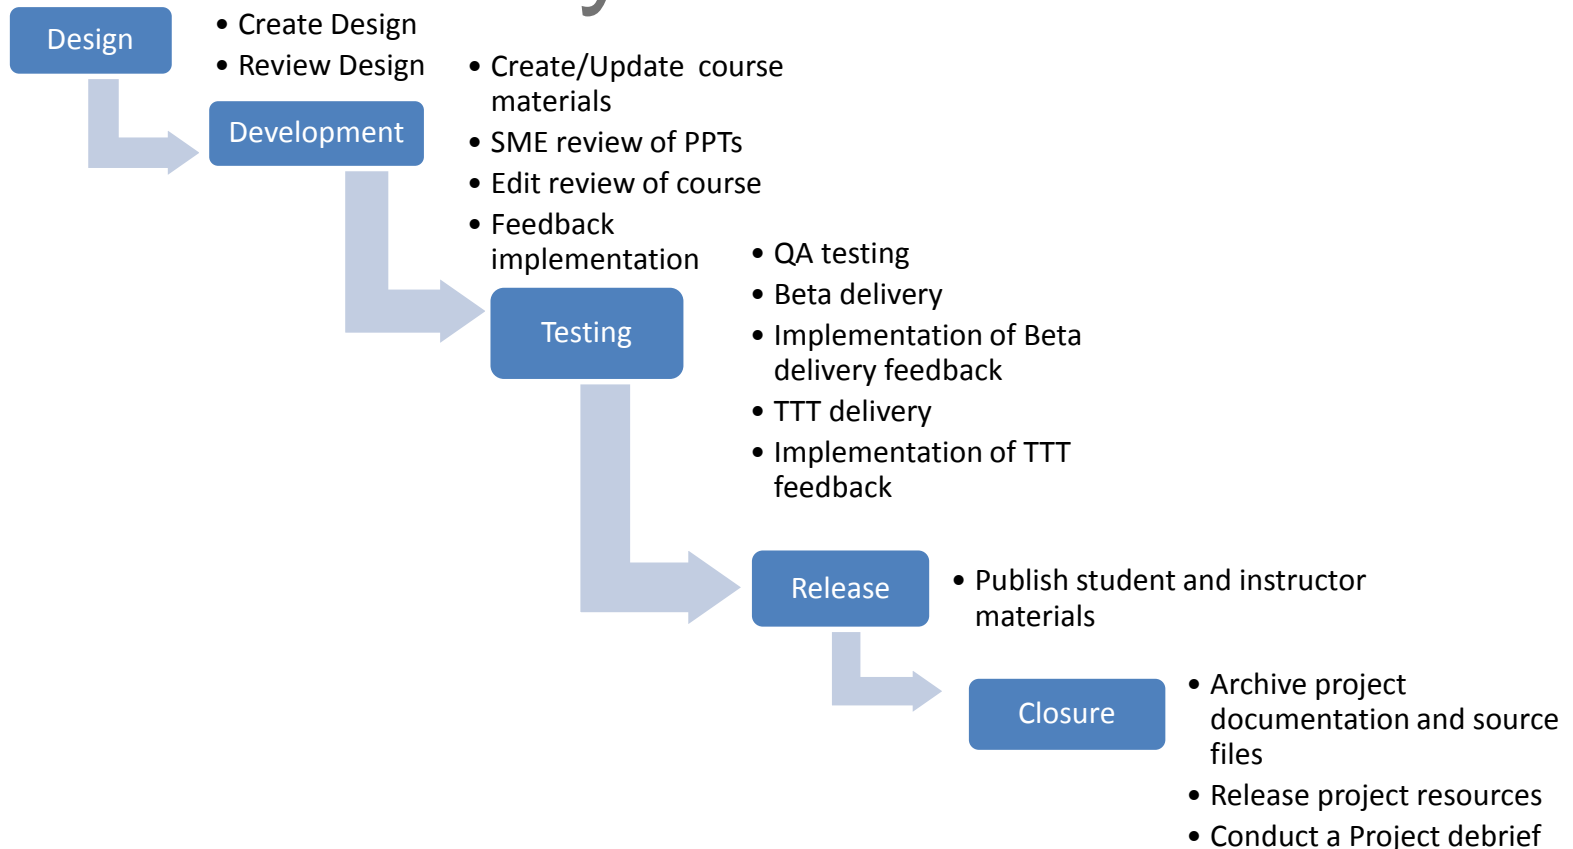 Design
• Create Design
• Review Design
Development
• Create/Update course
materials
• SME review of PPTs
• Edit review of course
• Feedback
implementation
Testing
• QA testing
• Beta delivery
• Implementation of Beta
delivery feedback
• TTT delivery
• Implementation of TTT
feedback
Release
• Publish student and instructor
materials
Closure
• Archive project
documentation and source
files
• Release project resources
• Conduct a Project debrief